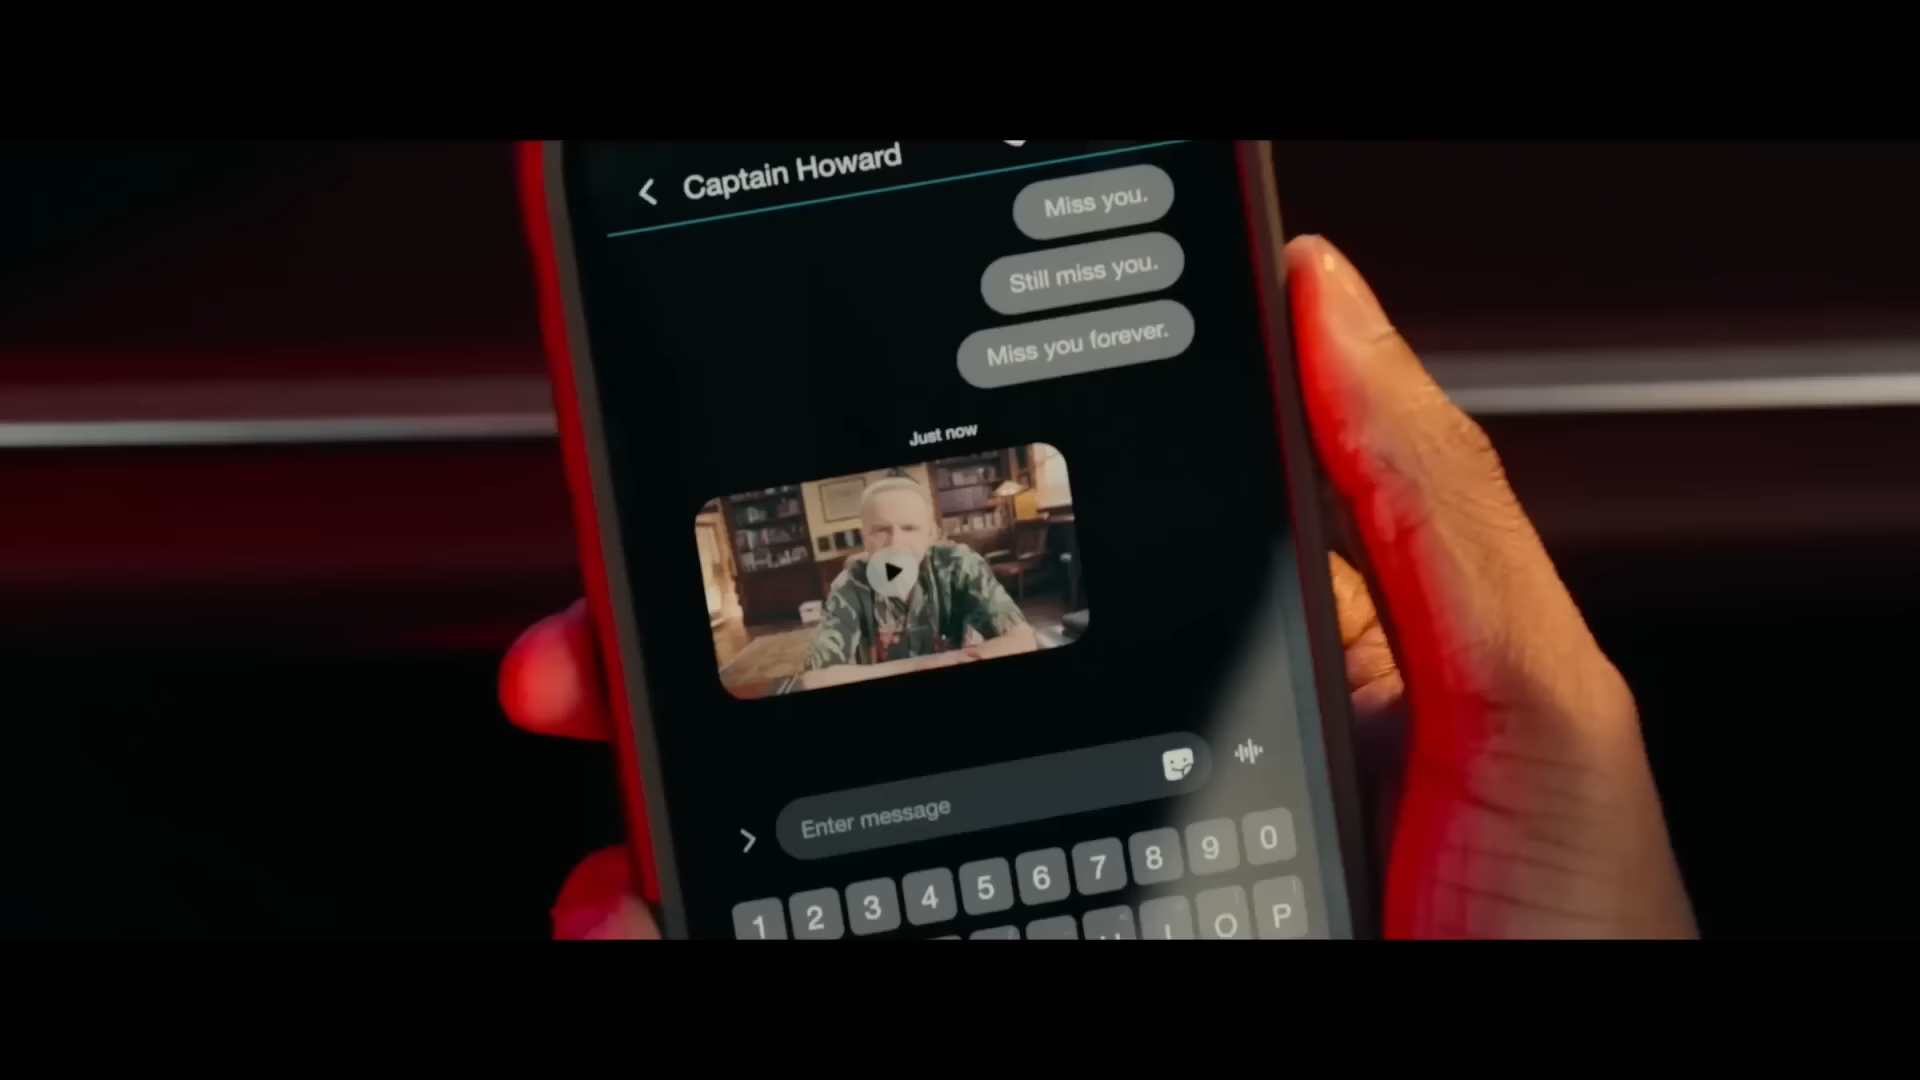 Captain Howard
Miss you.
Still miss you.
Miss you forever.
Just now
Enter message
1 2 3 4 5 6 7 8 9 0
O P